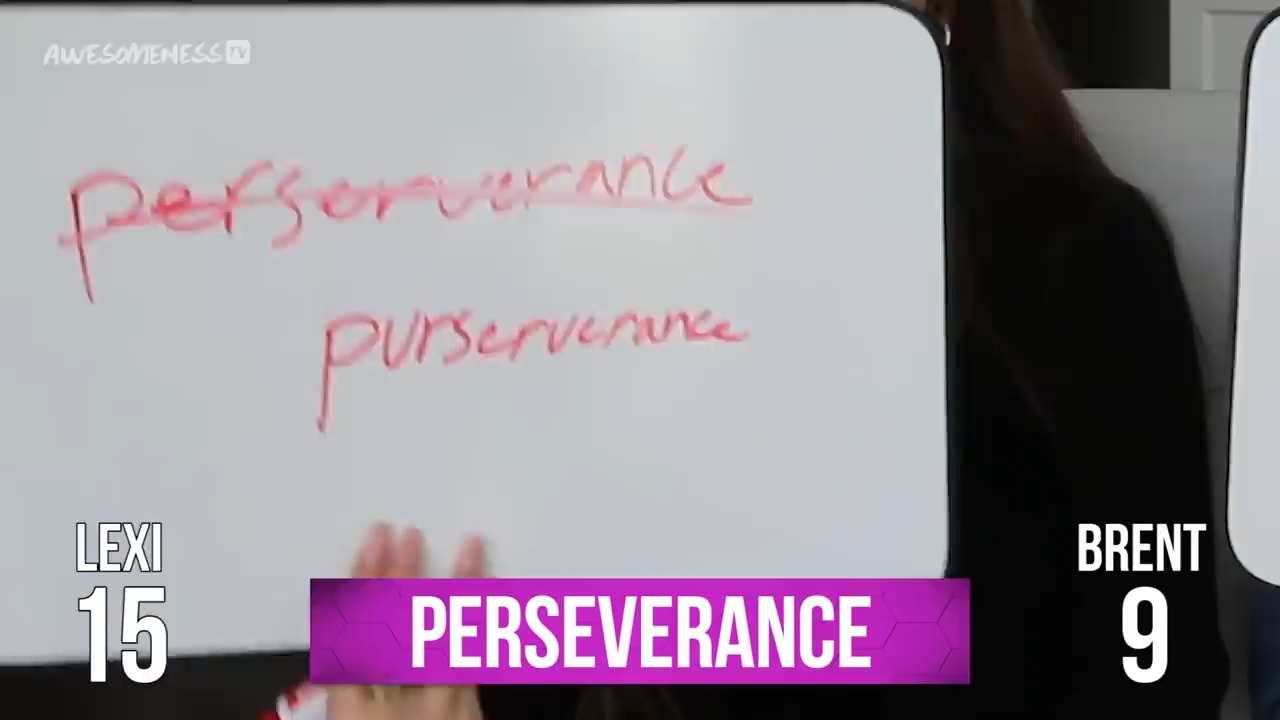 AWESOMENESS TV
perserverance
purserverance
LEXI
15
PERSEVERANCE
BRENT
9